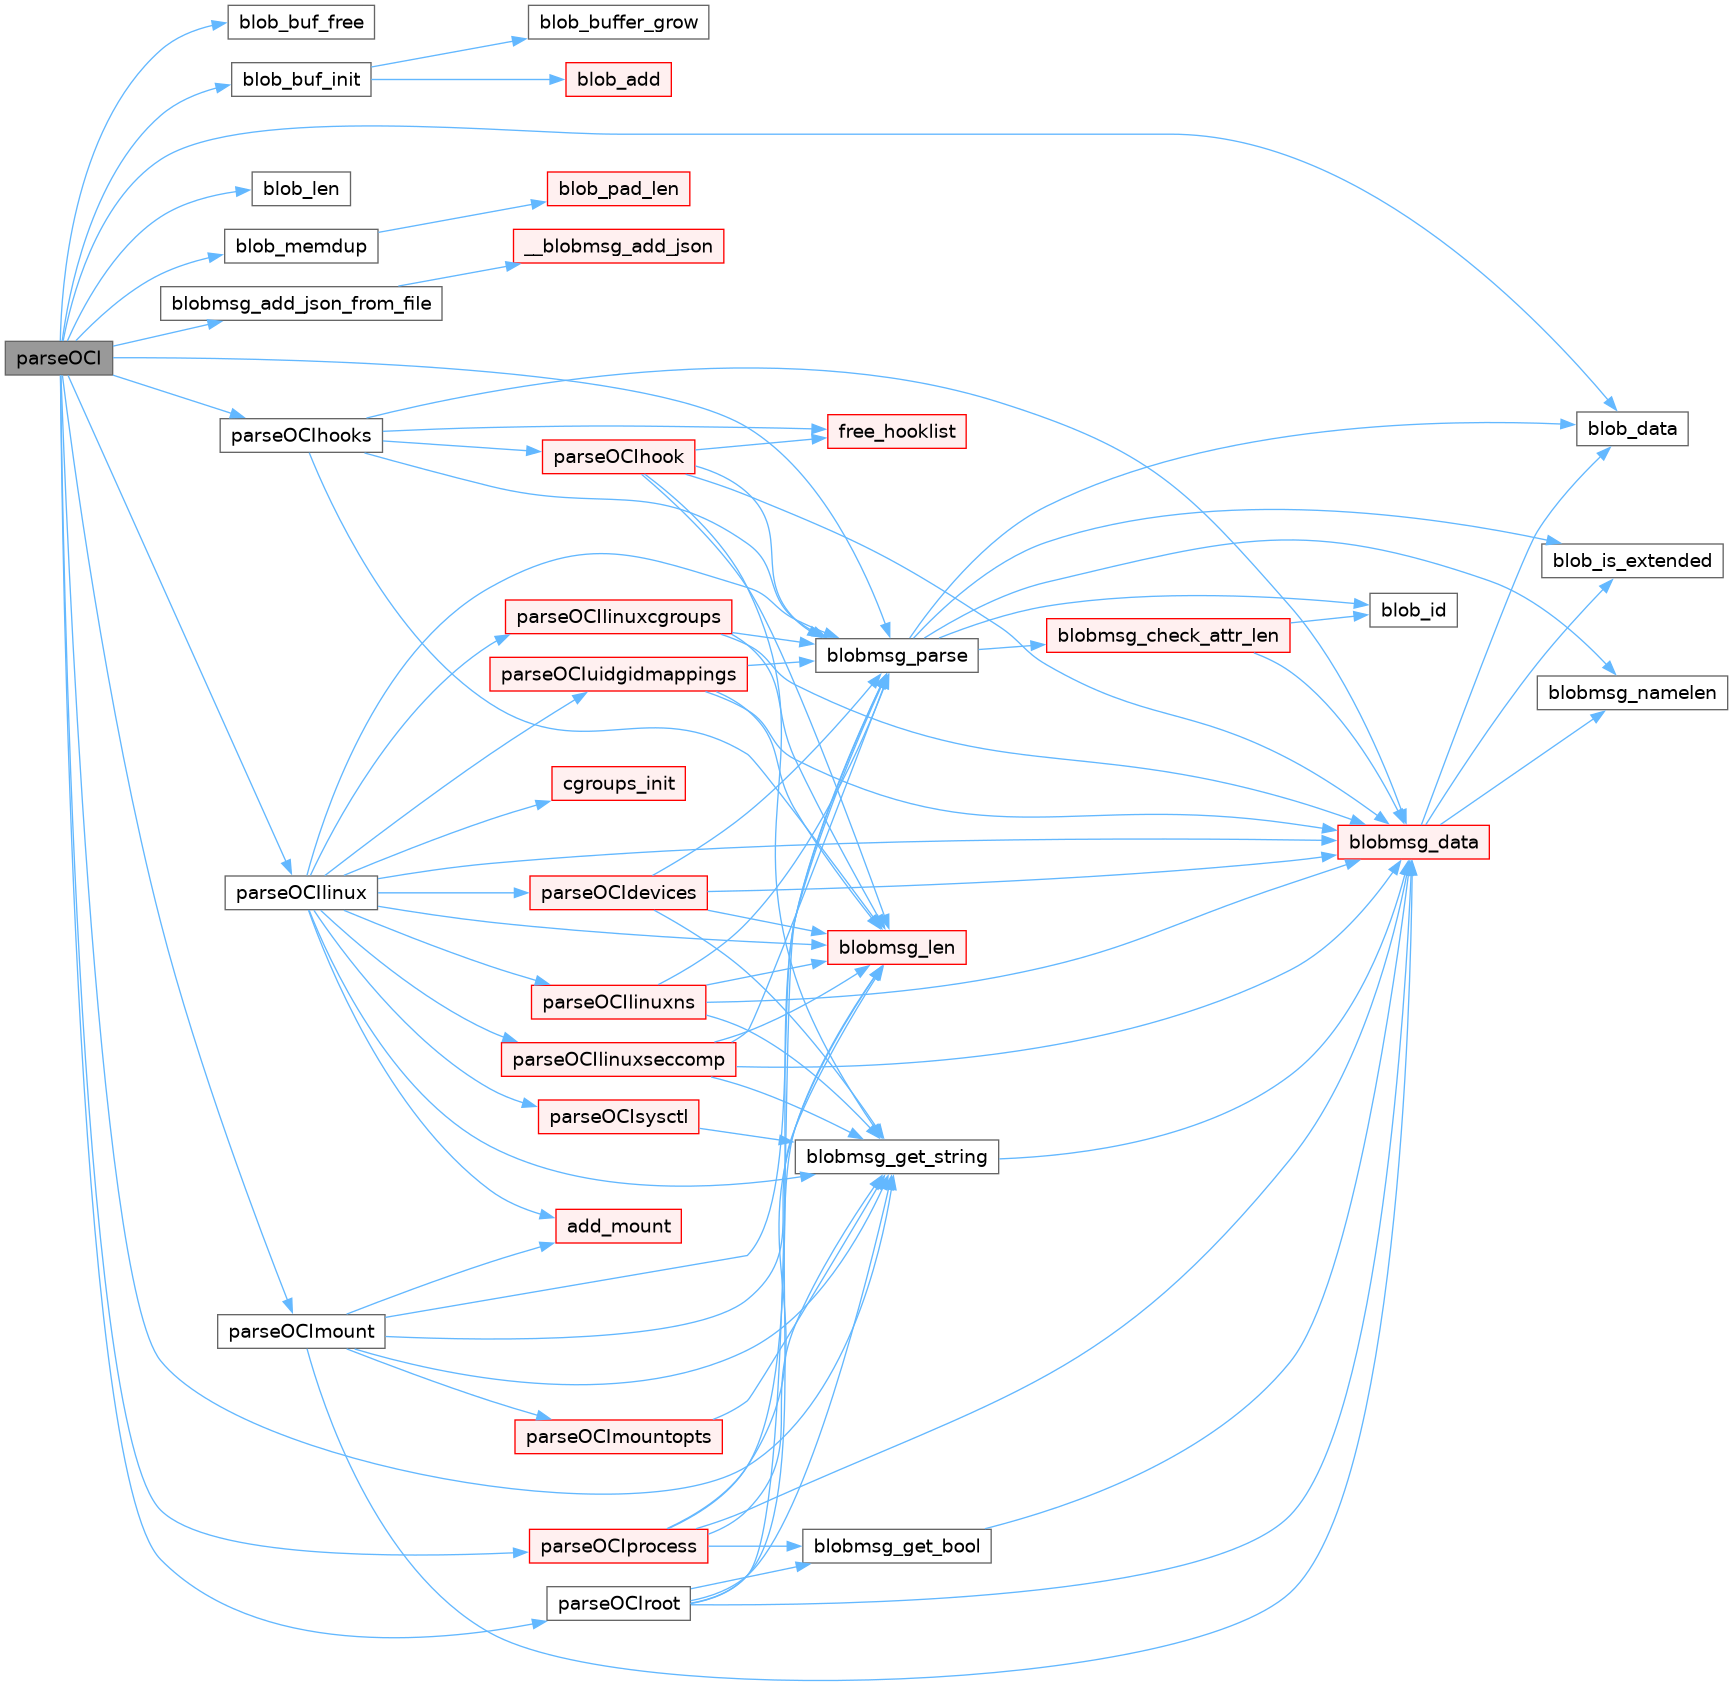 blob_buf_free
blob_buffer_grow
blob_buf_init
blob_add
blob_len
blob_pad_len
blob_memdup
__blobmsg_add_json
blobmsg_add_json_from_file
parseOCI
parseOCIhooks
free_hooklist
blob_data
parseOCIhook
blob_is_extended
parseOCIlinuxcgroups
blob_id
blobmsg_check_attr_len
blobmsg_parse
parseOCIuidgidmappings
blobmsg_namelen
cgroups_init
blobmsg_data
parseOCIlinux
parseOCIdevices
blobmsg_len
parseOCIlinuxns
parseOCIlinuxseccomp
parseOCIsysctl
blobmsg_get_string
add_mount
parseOCImount
parseOCImountopts
parseOCIprocess
blobmsg_get_bool
parseOCIroot